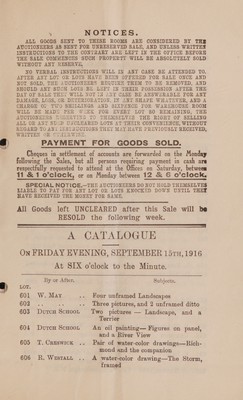 NOTICES.
ALL GOODS SENT TO THESE ROOMS ARE CONSIDERED BY THE
AUCTIONEERS AS SENT FOR UNRESERVED SALE, AND UNLESS WRITTEN
INSTRUCTIONS TO THE CONTRARY ARE LEFT IN THE OFFICE BEFORE
THE SALE COMMENCES SUCH PROPERTY WILL BE ABSOLUTELY SOLD
WITHOUT ANY RESERVE.
NO VERBAL INSTRUCTIONS WILL IN ANY CASE BE ATTENDED TO.
AFTER ANY LOT OR LOTS HAVE BEEN OFFERED FOR SALE ONCE AND
NOT SOLD, THE AUCTIONEERS REQUIRE THEM TO BE REMOVED, AND
SHOULD ANY SUCH LOTS BE LEFT IN THEIR POSSESSION AFTER THE
DAY OF SALE THEY WILL NOT IN ANY CASE BE ANSWERABLE FOR ANY
DAMAGE, LOSS, OR DETERIORATION IN ANY SHAPE WHATEVER, AND A
CHARGE OF TWO SHILLINGS AND SIXPENCE FOR WAREHOUSE ROOM
WILL BE MADE FOR EVERY LOT SO REMAINING, THE
AUCTIONEERS RESERVING TO THEMSELVES THE RIGHT OF SELLING
ALL OR ANY SUCH UNCLEARED LOTS AT THEIR CONVENIENCE, WITHOUT
REGARD TO ANY INSTRUCTIONS THEY MAY HAVE PREVIOUSLY RECEIVED,
WRITTEN OR OTHERWISE.
PAYMENT FOR GOODS SOLD.
Cheques in settlement of accounts are forwarded on the Monday
following the Sales, but all persons requiring payment in cash are
respectfully requested to attend at the Offices on Saturday, between
11 & 1 o'clock, or on Monday between 12 & 6 o'clock.
SPECIAL NOTICE.—THE AUCTIONEERS DO NOT HOLD THEMSELVES
LIABLE TO PAY FOR ANY LOT OR LOTS KNOCKED DOWN UNTIL THEY
HAVE RECEIVED THE MONEY FOR SAME.
All Goods left UNCLEARED after this Sale will be
RESOLD the following week.
A CATALOGUE
ON FRIDAY EVENING, SEPTEMBER 15TH, 1916
At SIX o'clock to the Minute.
By or After. Subjects.
LOT.
601 W. MAY .. Four unframed Landscapes
602 .. .. .. Three pictures, and 2 unframed ditto
603 DUTCH SCHOOL Two pictures — Landscape, and a
Terrier
604 DUTCH SCHOOL An oil painting—Figures on panel,
and a River View
605 T. CRESWICK .. Pair of water-color drawings—Rich-
mond and the companion
606 R. WESTALL .. A water-color drawing—The Storm,
framed